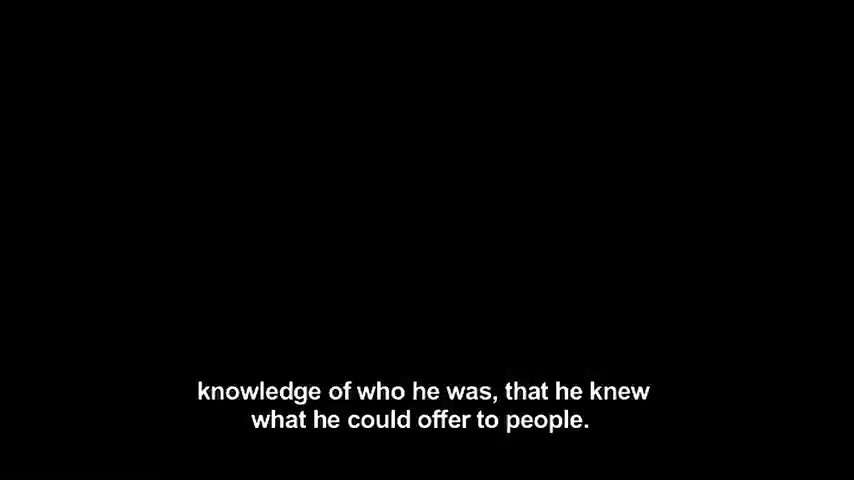 knowledge of who he was, that he knew
what he could offer to people.